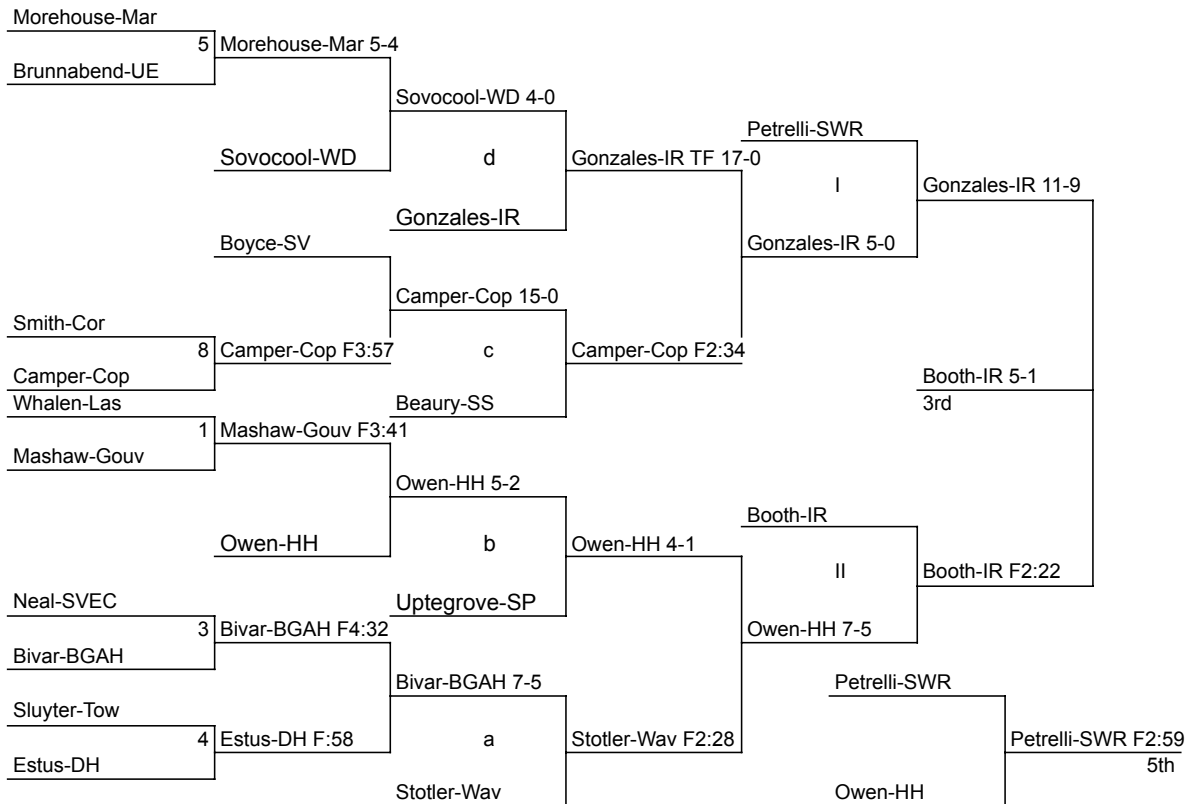 Morehouse-Mar
5 Morehouse-Mar 5-4
Brunnabend-UE
Sovocool-WD 4-0
Petrelli-SWR
Sovocool-WD d Gonzales-IR TF 17-0
I Gonzales-IR 11-9
Gonzales-IR
Boyce-SV Gonzales-IR 5-0
Camper-Cop 15-0
Smith-Cor
8 Camper-Cop F3:57 c Camper-Cop F2:34
Camper-Cop Booth-IR 5-1
Whalen-Las Beaury-SS 3rd
1 Mashaw-Gouv F3:41
Mashaw-Gouv
Owen-HH 5-2
Booth-IR
Owen-HH b Owen-HH 4-1
II Booth-IR F2:22
Neal-SVEC Uptegrove-SP
3 Bivar-BGAH F4:32 Owen-HH 7-5
Bivar-BGAH
Bivar-BGAH 7-5 Petrelli-SWR
Sluyter-Tow
4 Estus-DH F:58 a Stotler-Wav F2:28 Petrelli-SWR F2:59
Estus-DH 5th
Stotler-Wav Owen-HH